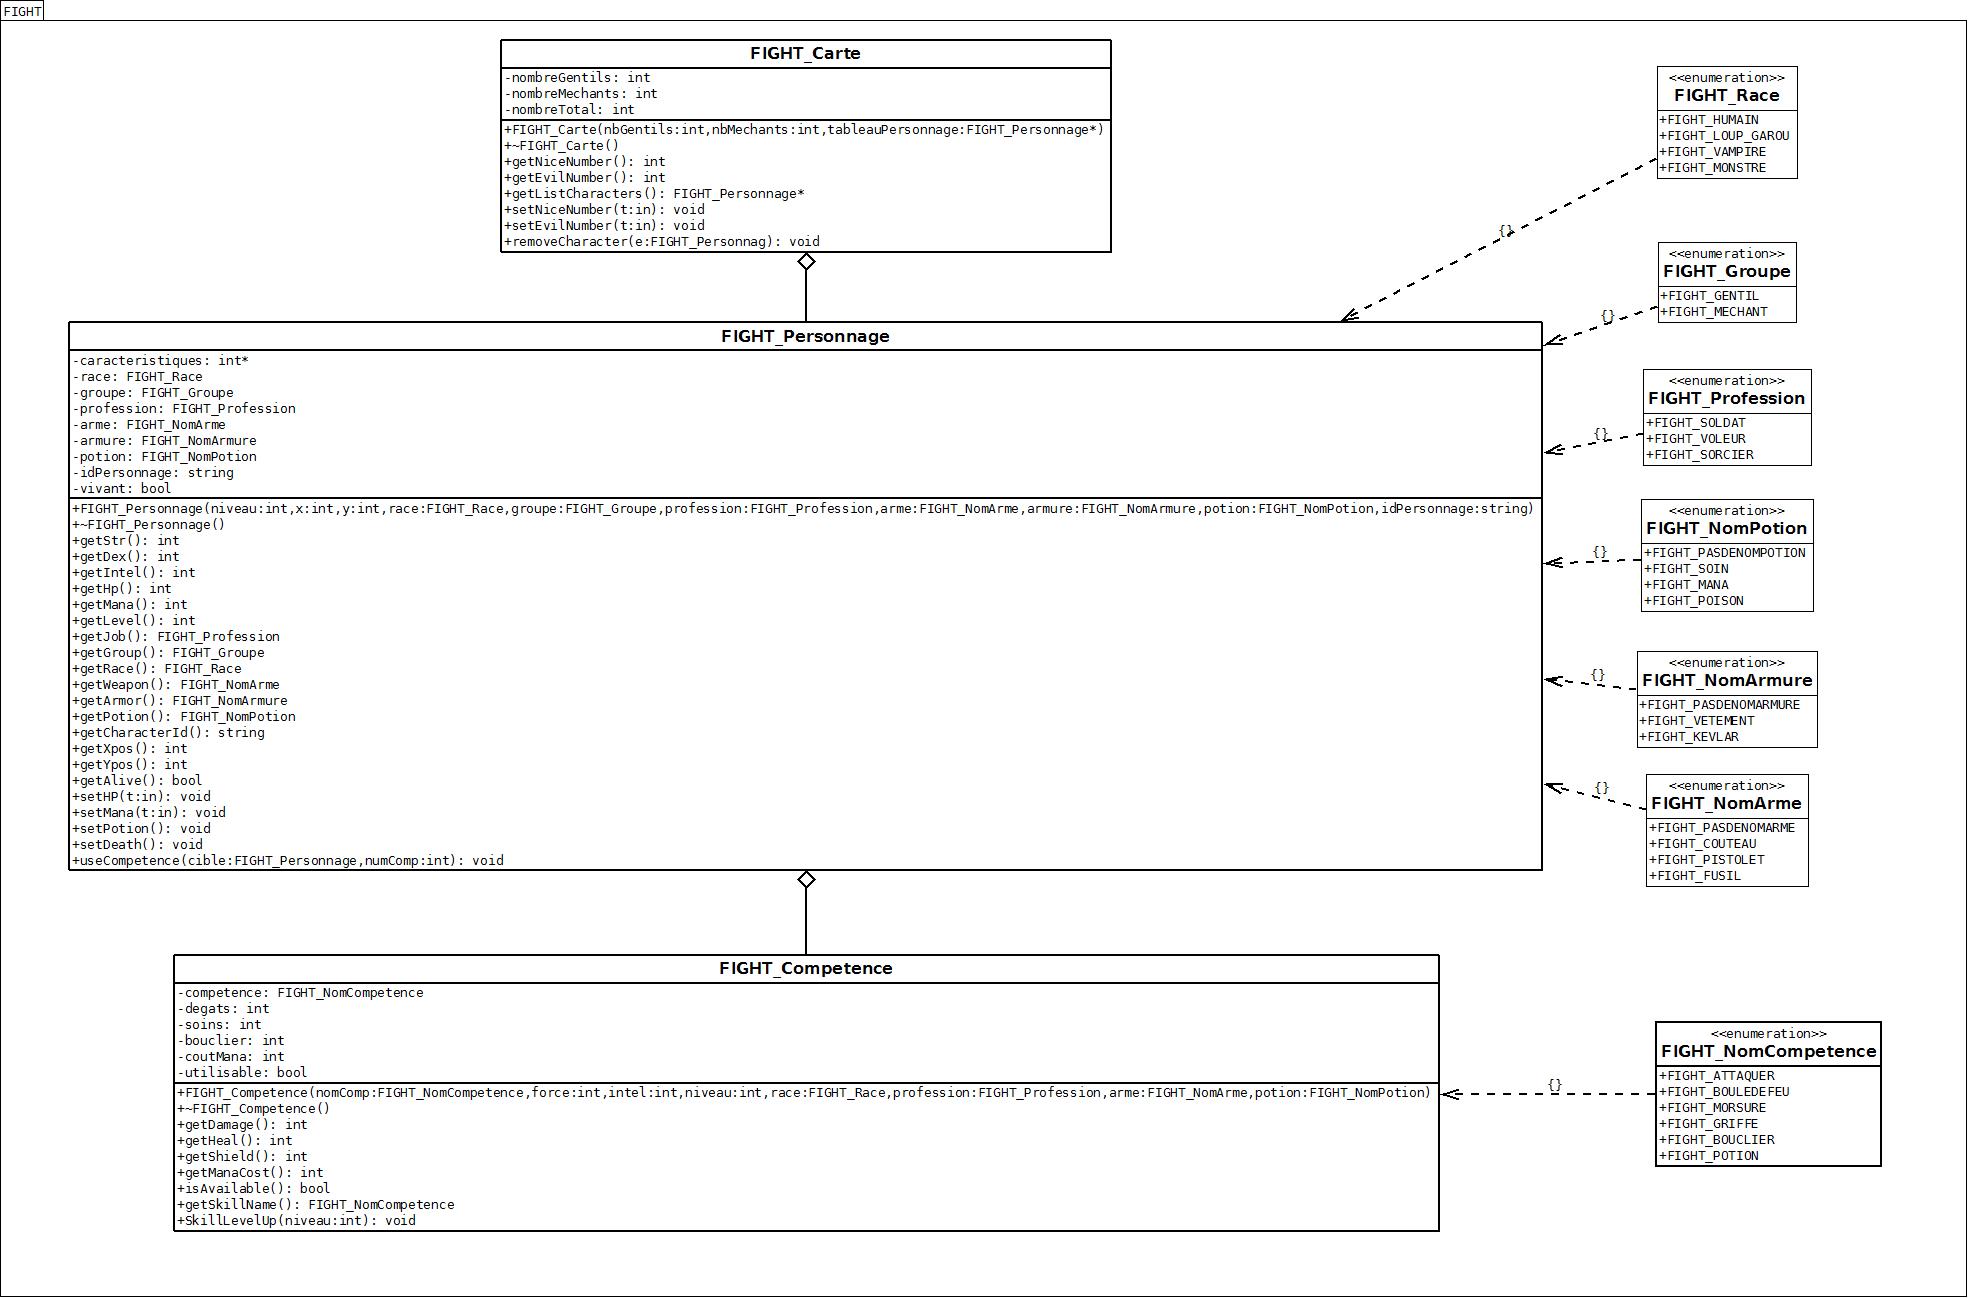 FIGHT
FIGHT_Carte
-nombreGentils: int
-nombreMechants: int
-nombreTotal: int
+FIGHT_Carte(nbGentils:int,nbMechants:int,tableauPersonnage:FIGHT_Personnage*)
+~FIGHT_Carte()
+getNiceNumber(): int
+getEvilNumber(): int
+getListCharacters(): FIGHT_Personnage*
+setNiceNumber(t:in): void
+setEvilNumber(t:in): void
+removeCharacter(e:FIGHT_Personnag): void
<<enumeration>>
FIGHT_Race
+FIGHT_HUMAIN
+FIGHT_LOUP_GAROU
+FIGHT_VAMPIRE
+FIGHT_MONSTRE
{}
<<enumeration>>
FIGHT_Groupe
+FIGHT_GENTIL
+FIGHT_MECHANT
{}
FIGHT_Personnage
-caracteristiques: int*
-race: FIGHT_Race
-groupe: FIGHT_Groupe
-profession: FIGHT_Profession
-arme: FIGHT_NomArme
-armure: FIGHT_NomArmure
-potion: FIGHT_NomPotion
-idPersonnage: string
-vivant: bool
+FIGHT_Personnage(niveau:int,x:int,y:int,race:FIGHT_Race,groupe:FIGHT_Groupe,profession:FIGHT_Profession,arme:FIGHT_NomArme,armure:FIGHT_NomArmure,potion:FIGHT_NomPotion,idPersonnage:string)
+~FIGHT_Personnage()
+getStr(): int
+getDex(): int
+getIntel(): int
+getHp(): int
+getMana(): int
+getLevel(): int
+getJob(): FIGHT_Profession
+getGroup(): FIGHT_Groupe
+getRace(): FIGHT_Race
+getWeapon(): FIGHT_NomArme
+getArmor(): FIGHT_NomArmure
+getPotion(): FIGHT_NomPotion
+getCharacterId(): string
+getXpos(): int
+getYpos(): int
+getAlive(): bool
+setHP(t:in): void
+setMana(t:in): void
+setPotion(): void
+setDeath(): void
+useCompetence(cible:FIGHT_Personnage,numComp:int): void
<<enumeration>>
FIGHT_Profession
+FIGHT_SOLDAT
+FIGHT_VOLEUR
+FIGHT_SORCIER
{}
<<enumeration>>
FIGHT_NomPotion
+FIGHT_PASDENOMPOTION
+FIGHT_SOIN
+FIGHT_MANA
+FIGHT_POISON
{}
<<enumeration>>
FIGHT_NomArmure
+FIGHT_PASDENOMARMURE
+FIGHT_VETEMENT
+FIGHT_KEVLAR
{}
<<enumeration>>
FIGHT_NomArme
+FIGHT_PASDENOMARME
+FIGHT_COUTEAU
+FIGHT_PISTOLET
+FIGHT_FUSIL
{}
FIGHT_Competence
-competence: FIGHT_NomCompetence
-degats: int
-soins: int
-bouclier: int
-coutMana: int
-utilisable: bool
+FIGHT_Competence(nomComp:FIGHT_NomCompetence,force:int,intel:int,niveau:int,race:FIGHT_Race,profession:FIGHT_Profession,arme:FIGHT_NomArme,potion:FIGHT_NomPotion)
+~FIGHT_Competence()
+getDamage(): int
+getHeal(): int
+getShield(): int
+getManaCost(): int
+isAvailable(): bool
+getSkillName(): FIGHT_NomCompetence
+SkillLevelUp(niveau:int): void
<<enumeration>>
FIGHT_NomCompetence
+FIGHT_ATTAQUER
+FIGHT_BOULEDEFEU
+FIGHT_MORSURE
+FIGHT_GRIFFE
+FIGHT_BOUCLIER
+FIGHT_POTION
{}